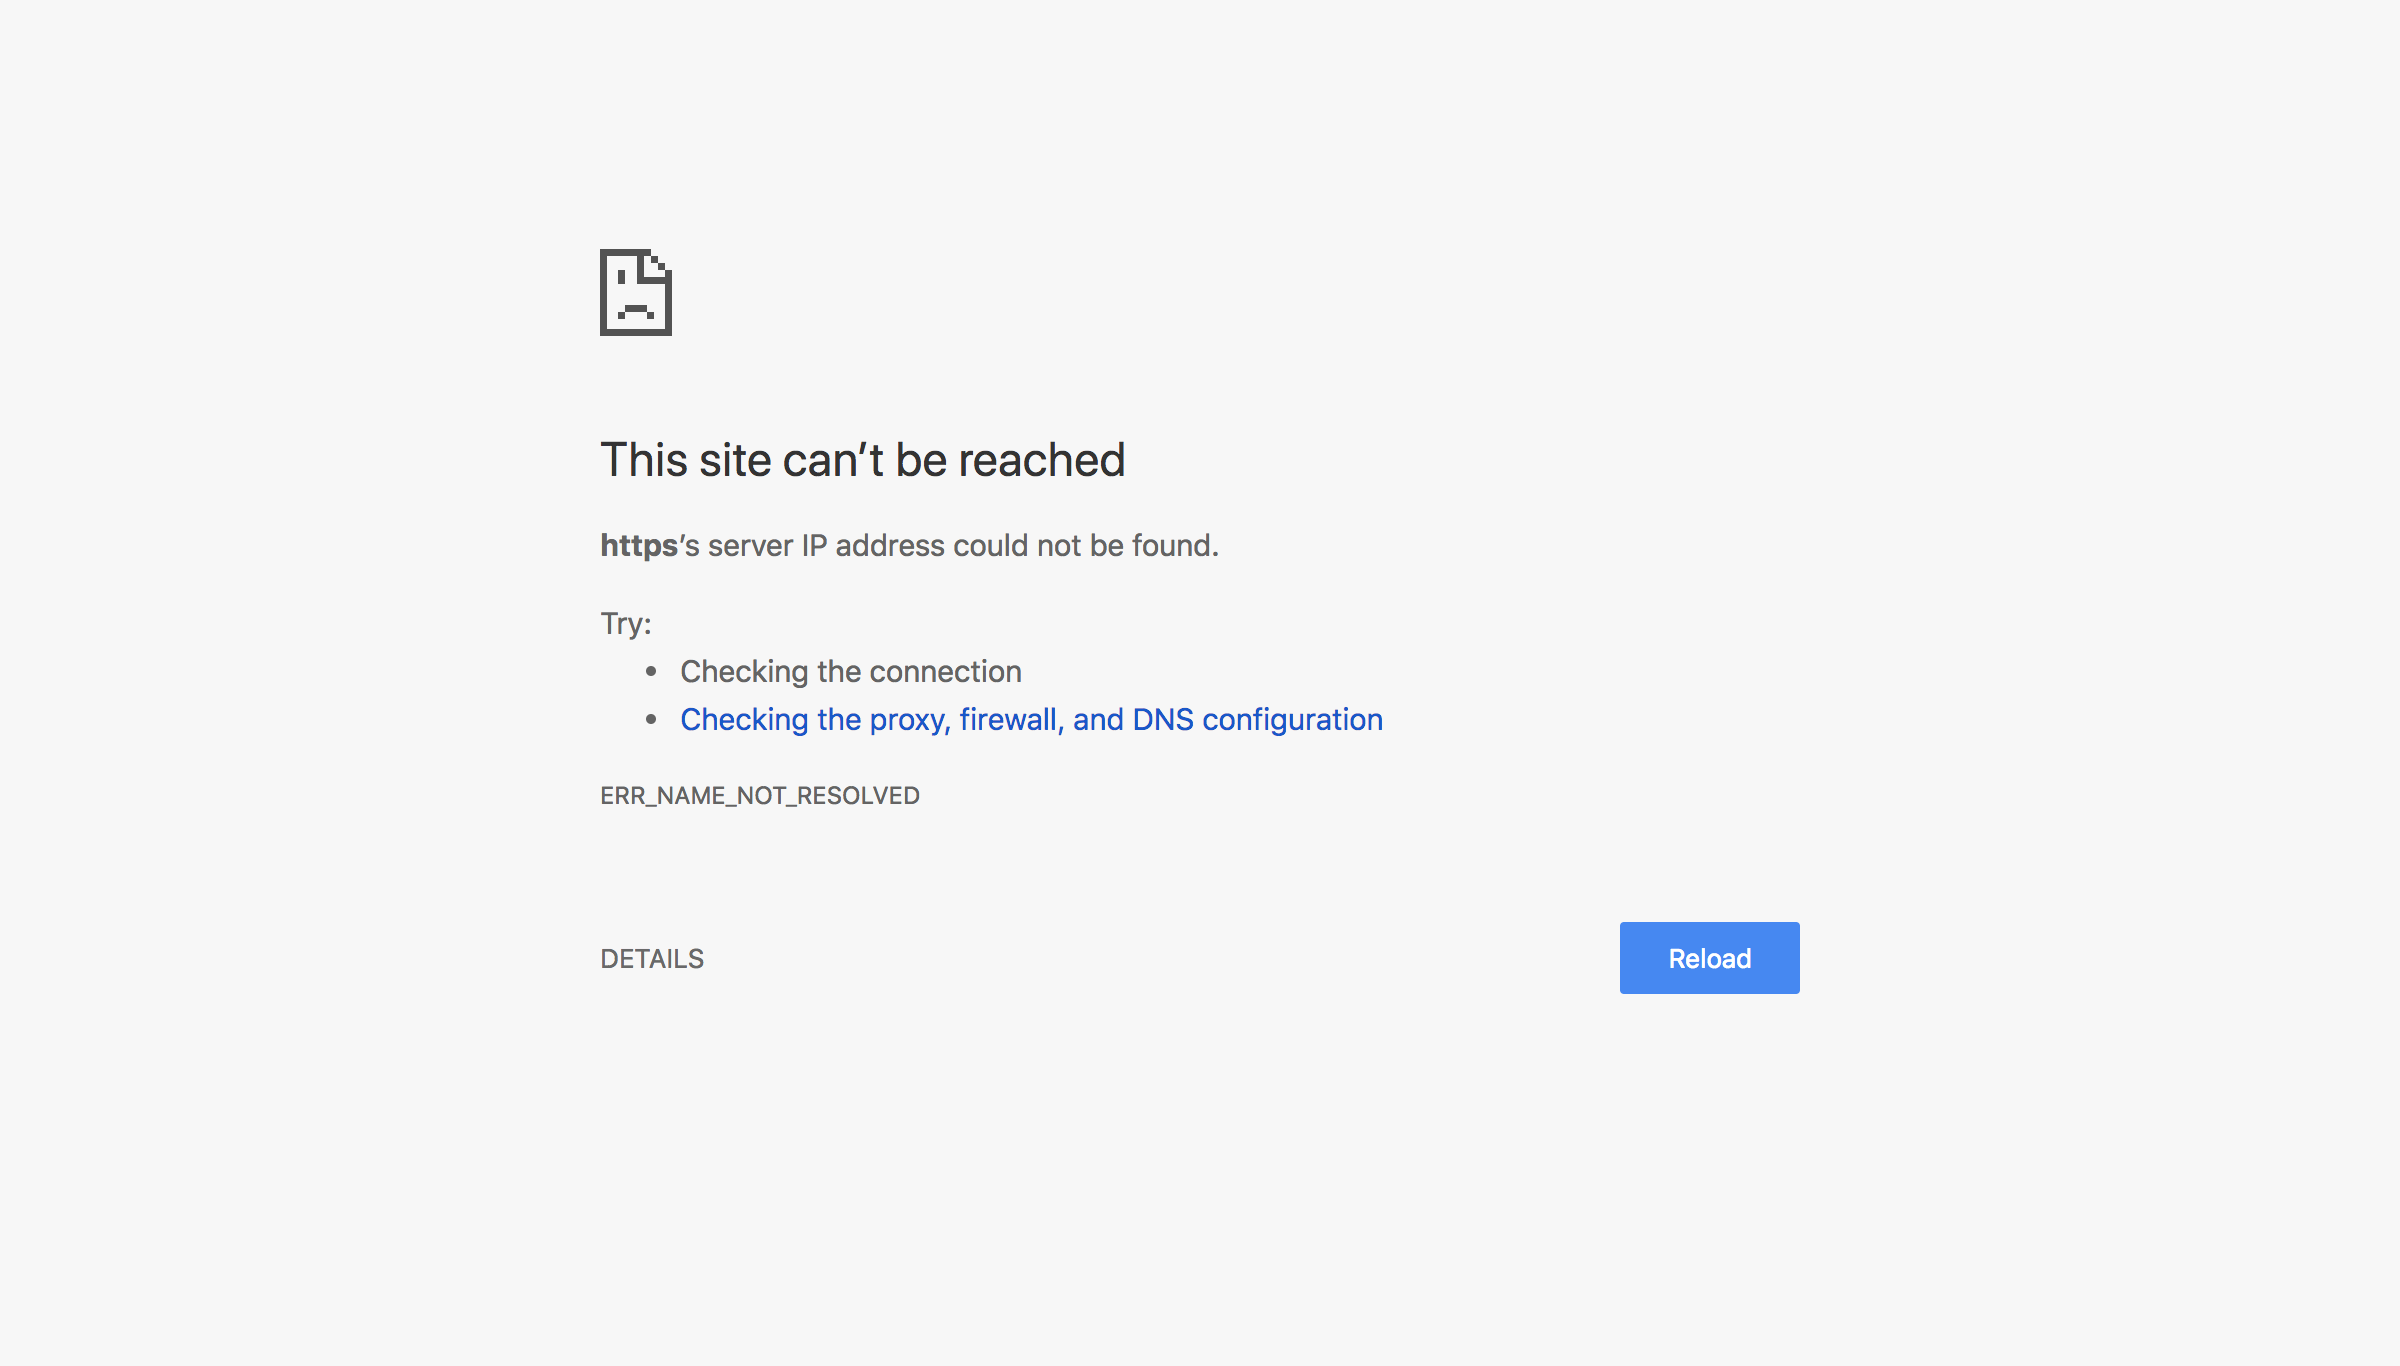 This site can’t be reached
https’s server IP address could not be found.
Try:
• Checking the connection
• Checking the proxy, firewall, and DNS configuration
ERR_NAME_NOT_RESOLVED
DETAILS
Reload